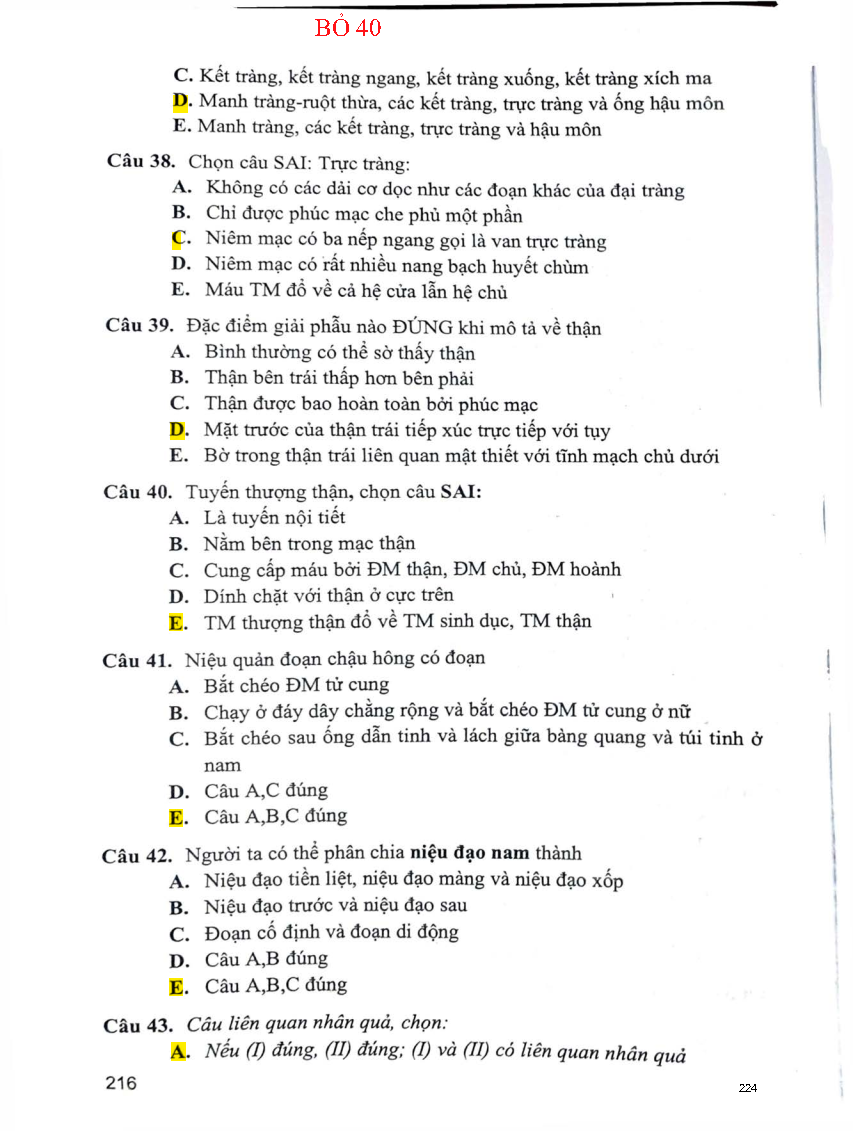 BỎ 40
C. Kết tràng, kết tràng ngang, kết tràng xuống, kết tràng xích ma
D. Manh tràng-ruột thừa, các kết tràng, trực tràng và ống hậu môn
E. Manh tràng, các kết tràng, trực tràng và hậu môn
Câu 38. Chọn câu SAI: Trực tràng:
A. Không có các dải cơ dọc như các đoạn khác của đại tràng
B. Chỉ được phúc mạc che phủ một phần
C. Niêm mạc có ba nếp ngang gọi là van trực tràng
D. Niêm mạc có rất nhiều nang bạch huyết chùm
E. Máu TM đổ về cả hệ cửa lẫn hệ chủ
Câu 39. Đặc điểm giải phẫu nào ĐÚNG khi mô tả về thận
A. Bình thường có thể sờ thấy thận
B. Thận bên trái thấp hơn bên phải
C. Thận được bao hoàn toàn bởi phúc mạc
D. Mặt trước của thận trái tiếp xúc trực tiếp với tụy
E. Bờ trong thận trái liên quan mật thiết với tĩnh mạch chủ dưới
Câu 40. Tuyến thượng thận, chọn câu SAI:
A. Là tuyến nội tiết
B. Nằm bên trong mạc thận
C. Cung cấp máu bởi ĐM thận, ĐM chủ, ĐM hoành
D. Dính chặt với thận ở cực trên
E. TM thượng thận đổ về TM sinh dục, TM thận
Câu 41. Niệu quản đoạn chậu hông có đoạn
A. Bắt chéo ĐM tử cung
B. Chạy ở đáy dây chằng rộng và bắt chéo ĐM tử cung ở nữ
C. Bắt chéo sau ống dẫn tinh và lách giữa bàng quang và túi tinh ở
nam
D. Câu A,C đúng
E. Câu A,B,C đúng
Câu 42. Người ta có thể phân chia niệu đạo nam thành
A. Niệu đạo tiền liệt, niệu đạo màng và niệu đạo xốp
B. Niệu đạo trước và niệu đạo sau
C. Đoạn cố định và đoạn di động
D. Câu A,B đúng
E. Câu A,B,C đúng
Câu 43. Câu liên quan nhân quả, chọn:
A. Nếu (I) đúng, (II) đúng; (I) và (II) có liên quan nhân quả
216
224